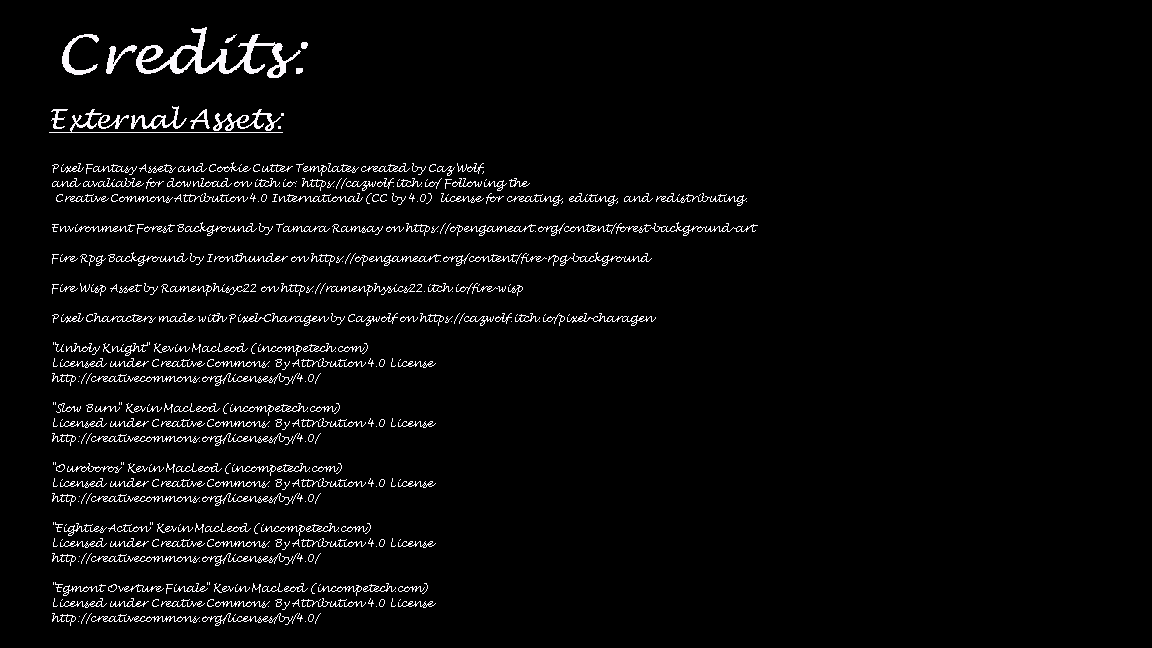 Credits:
External Assets:
Pixel Fantasy Assets and Cookie Cutter Templates created by Caz Wolf,
and avaliable for download on itch.io: https://cazwolf.itch.io/ Following the
Creative Commons Attribution 4.0 International (CC by 4.0) license for creating, editing, and redistributing.
Environment Forest Background by Tamara Ramsay on https://opengameart.org/content/forest-background-art
Fire Rpg Background by Ironthunder on https://opengameart.org/content/fire-rpg-background
Fire Wisp Asset by Ramenphisyc22 on https://ramenphysics22.itch.io/fire-wisp
Pixel Characters made with Pixel-Charagen by Cazwolf on https://cazwolf.itch.io/pixel-charagen
"Unholy Knight" Kevin MacLeod (incompetech.com)
Licensed under Creative Commons: By Attribution 4.0 License
http://creativecommons.org/licenses/by/4.0/
"Slow Burn" Kevin MacLeod (incompetech.com)
Licensed under Creative Commons: By Attribution 4.0 License
http://creativecommons.org/licenses/by/4.0/
"Ouroboros" Kevin MacLeod (incompetech.com)
Licensed under Creative Commons: By Attribution 4.0 License
http://creativecommons.org/licenses/by/4.0/
"Eighties Action" Kevin MacLeod (incompetech.com)
Licensed under Creative Commons: By Attribution 4.0 License
http://creativecommons.org/licenses/by/4.0/
"Egmont Overture Finale" Kevin MacLeod (incompetech.com)
Licensed under Creative Commons: By Attribution 4.0 License
http://creativecommons.org/licenses/by/4.0/